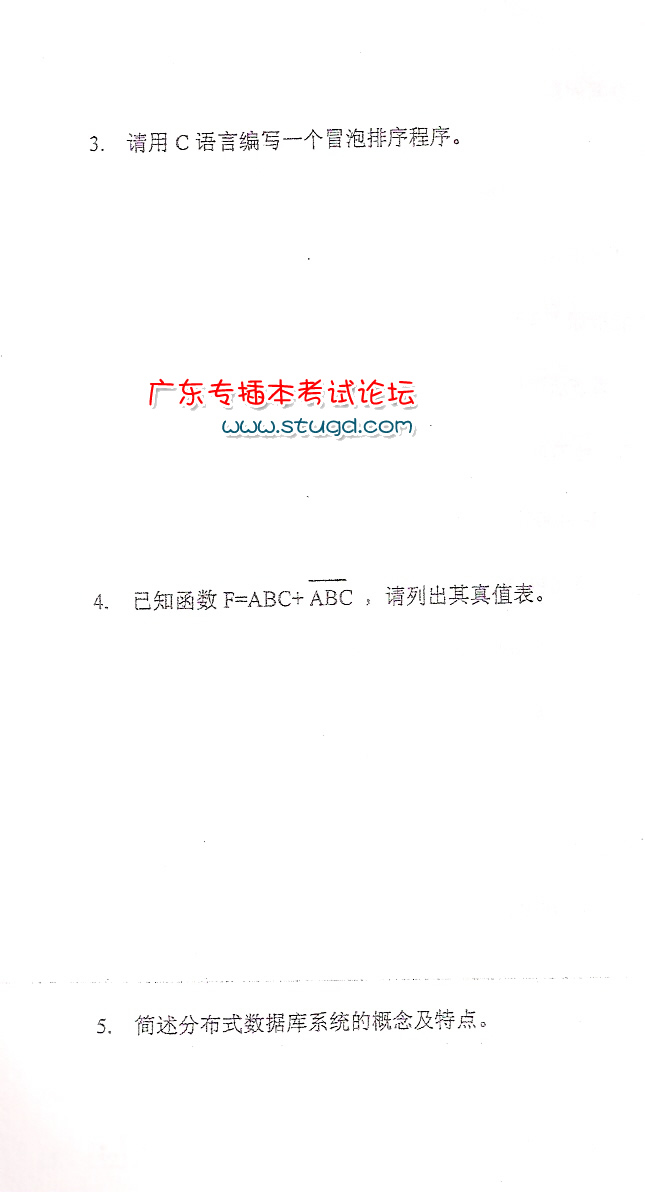 3. 请用 C 语言编写一个冒泡排序程序。
广东专插本考试论坛
www.stugd.com
4. 已知函数 F=ABC+ A̅B̅C̅ ，请列出其真值表。
5. 简述分布式数据库系统的概念及特点。